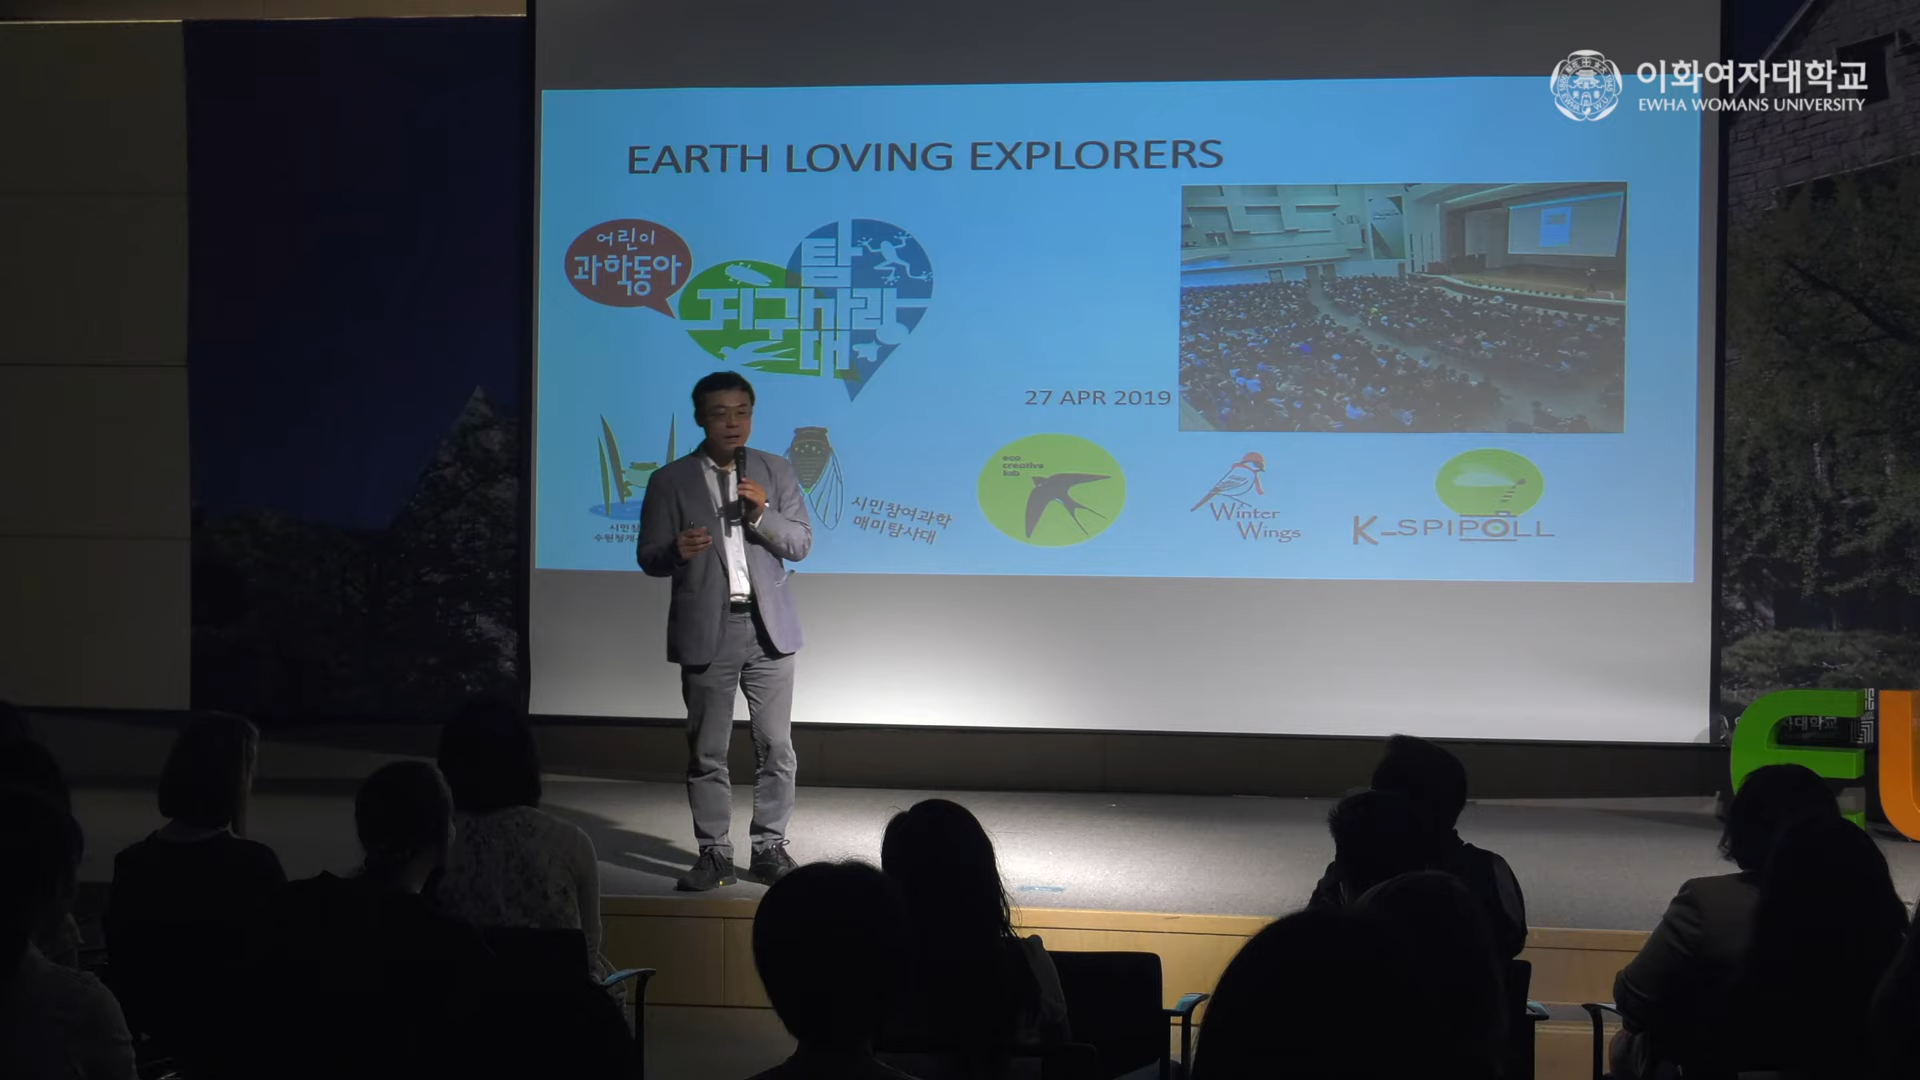 이화여자대학교
EWHA WOMANS UNIVERSITY
EARTH LOVING EXPLORERS
어린이
과학동아
탐
지구사랑
대
27 APR 2019
시민참여과학
매미탐사대
eco
creative
lab
Winter
Wings
K-SPIPOLL